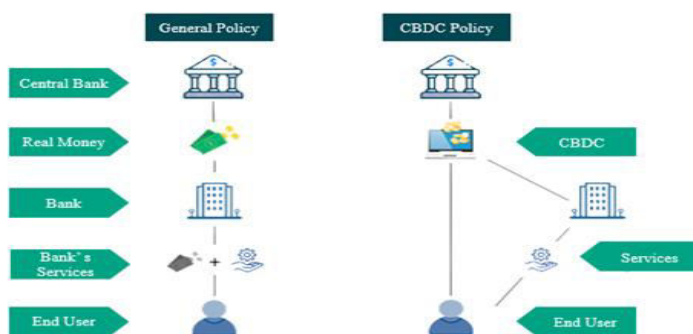 General Policy
CBDC Policy
Central Bank
Real Money
CBDC
Bank
Bank's
Services
+
Services
End User
End User